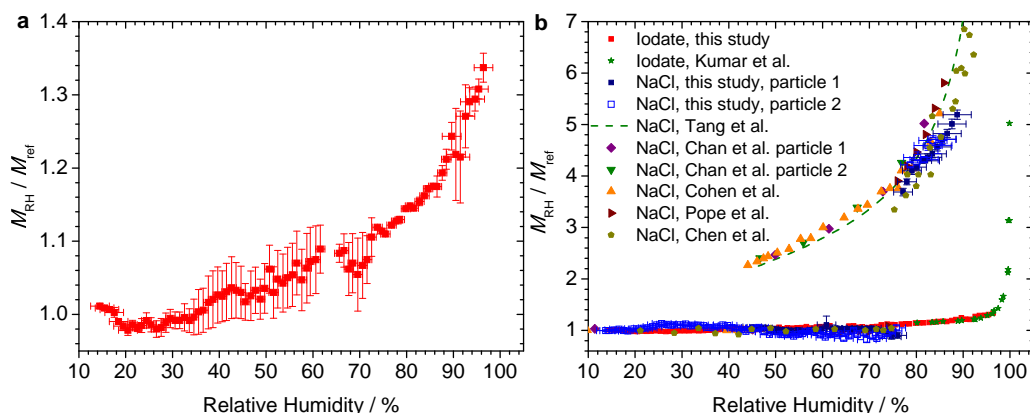 a
M_RH / M_ref
1.4
1.3
1.2
1.1
1.0
10 20 30 40 50 60 70 80 90 100
Relative Humidity / %
b
M_RH / M_ref
7
6
5
4
3
2
1
Iodate, this study
Iodate, Kumar et al.
NaCl, this study, particle 1
NaCl, this study, particle 2
NaCl, Tang et al.
NaCl, Chan et al. particle 1
NaCl, Chan et al. particle 2
NaCl, Cohen et al.
NaCl, Pope et al.
NaCl, Chen et al.
10 20 30 40 50 60 70 80 90 100
Relative Humidity / %